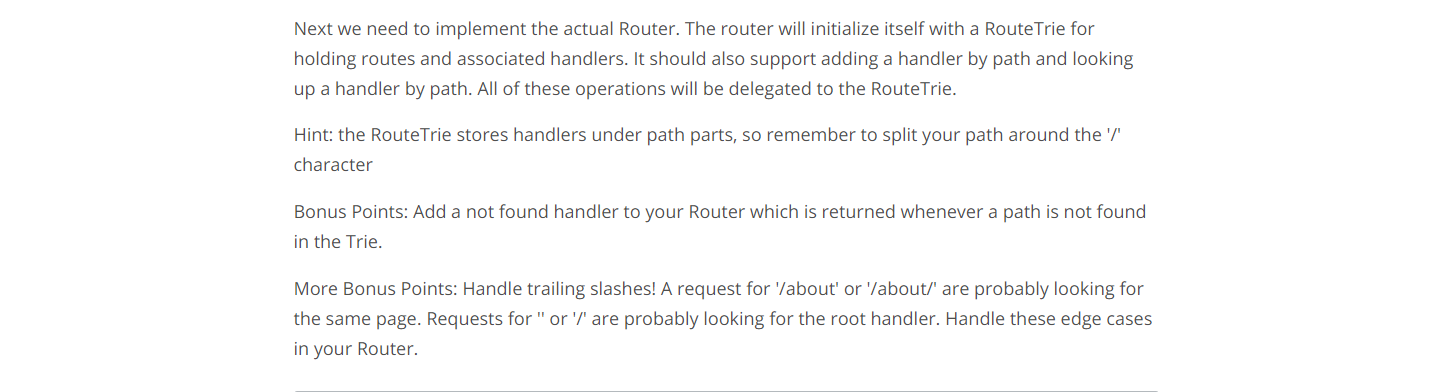 Next we need to implement the actual Router. The router will initialize itself with a RouteTrie for
holding routes and associated handlers. It should also support adding a handler by path and looking
up a handler by path. All of these operations will be delegated to the RouteTrie.
Hint: the RouteTrie stores handlers under path parts, so remember to split your path around the '/'
character
Bonus Points: Add a not found handler to your Router which is returned whenever a path is not found
in the Trie.
More Bonus Points: Handle trailing slashes! A request for '/about' or '/about/' are probably looking for
the same page. Requests for '' or '/' are probably looking for the root handler. Handle these edge cases
in your Router.